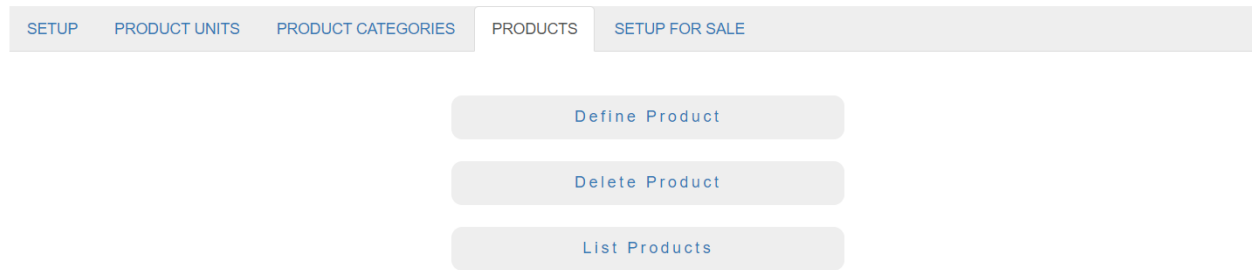 SETUP PRODUCT UNITS PRODUCT CATEGORIES PRODUCTS SETUP FOR SALE
Define Product
Delete Product
List Products